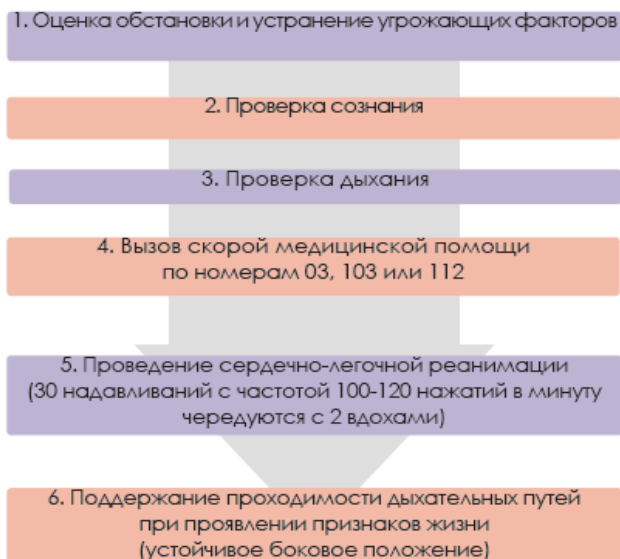 1. Оценка обстановки и устранение угрожающих факторов
2. Проверка сознания
3. Проверка дыхания
4. Вызов скорой медицинской помощи
по номерам 03, 103 или 112
5. Проведение сердечно-легочной реанимации
(30 надавливаний с частотой 100-120 нажатий в минуту
чередуются с 2 вдохами)
6. Поддержание проходимости дыхательных путей
при проявлении признаков жизни
(устойчивое боковое положение)